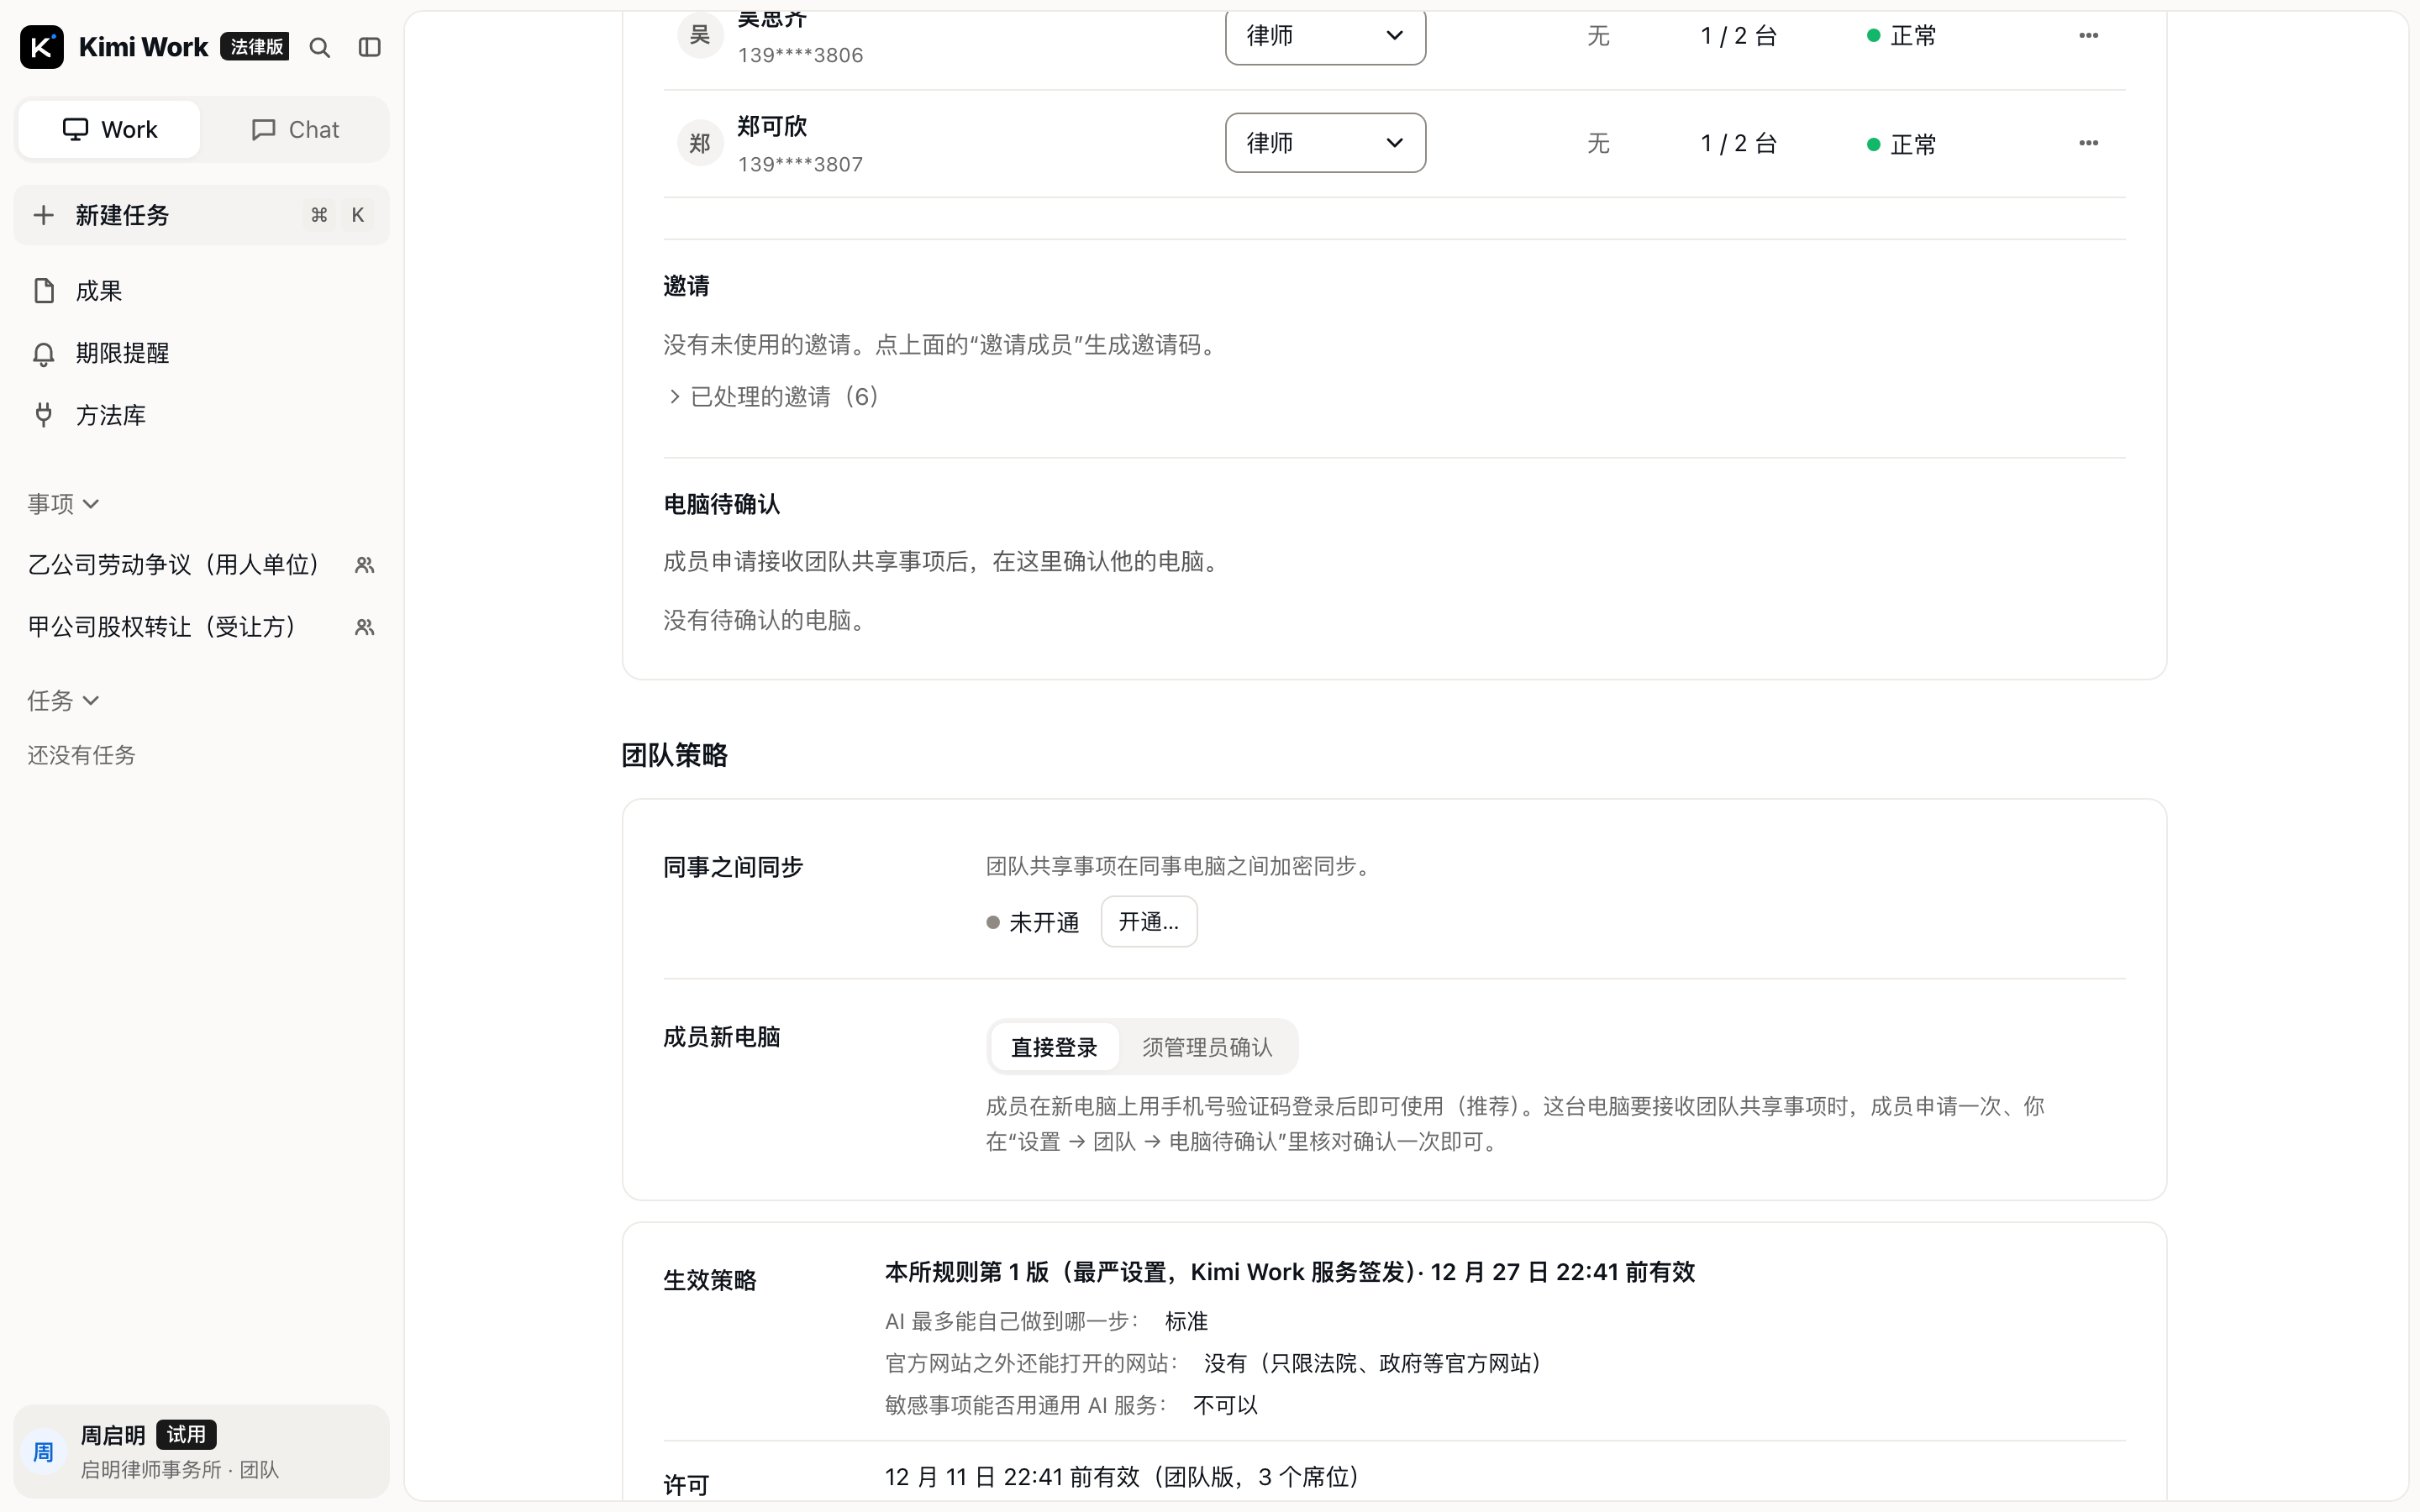 Kimi Work 法律版
Work
Chat
新建任务 ⌘ K
成果
期限提醒
方法库
事项
乙公司劳动争议（用人单位）
甲公司股权转让（受让方）
任务
还没有任务
周 周启明 试用
启明律师事务所 · 团队
吴 吴思齐
139****3806
律师
无
1 / 2 台
正常
郑 郑可欣
139****3807
律师
无
1 / 2 台
正常
邀请
没有未使用的邀请。点上面的“邀请成员”生成邀请码。
已处理的邀请（6）
电脑待确认
成员申请接收团队共享事项后，在这里确认他的电脑。
没有待确认的电脑。
团队策略
同事之间同步
团队共享事项在同事电脑之间加密同步。
未开通 开通...
成员新电脑
直接登录 须管理员确认
成员在新电脑上用手机号验证码登录后即可使用（推荐）。这台电脑要接收团队共享事项时，成员申请一次、你
在“设置 → 团队 → 电脑待确认”里核对确认一次即可。
生效策略
本所规则第 1 版（最严设置，Kimi Work 服务签发）· 12 月 27 日 22:41 前有效
AI 最多能自己做到哪一步： 标准
官方网站之外还能打开的网站： 没有（只限法院、政府等官方网站）
敏感事项能否用通用 AI 服务： 不可以
许可
12 月 11 日 22:41 前有效（团队版，3 个席位）